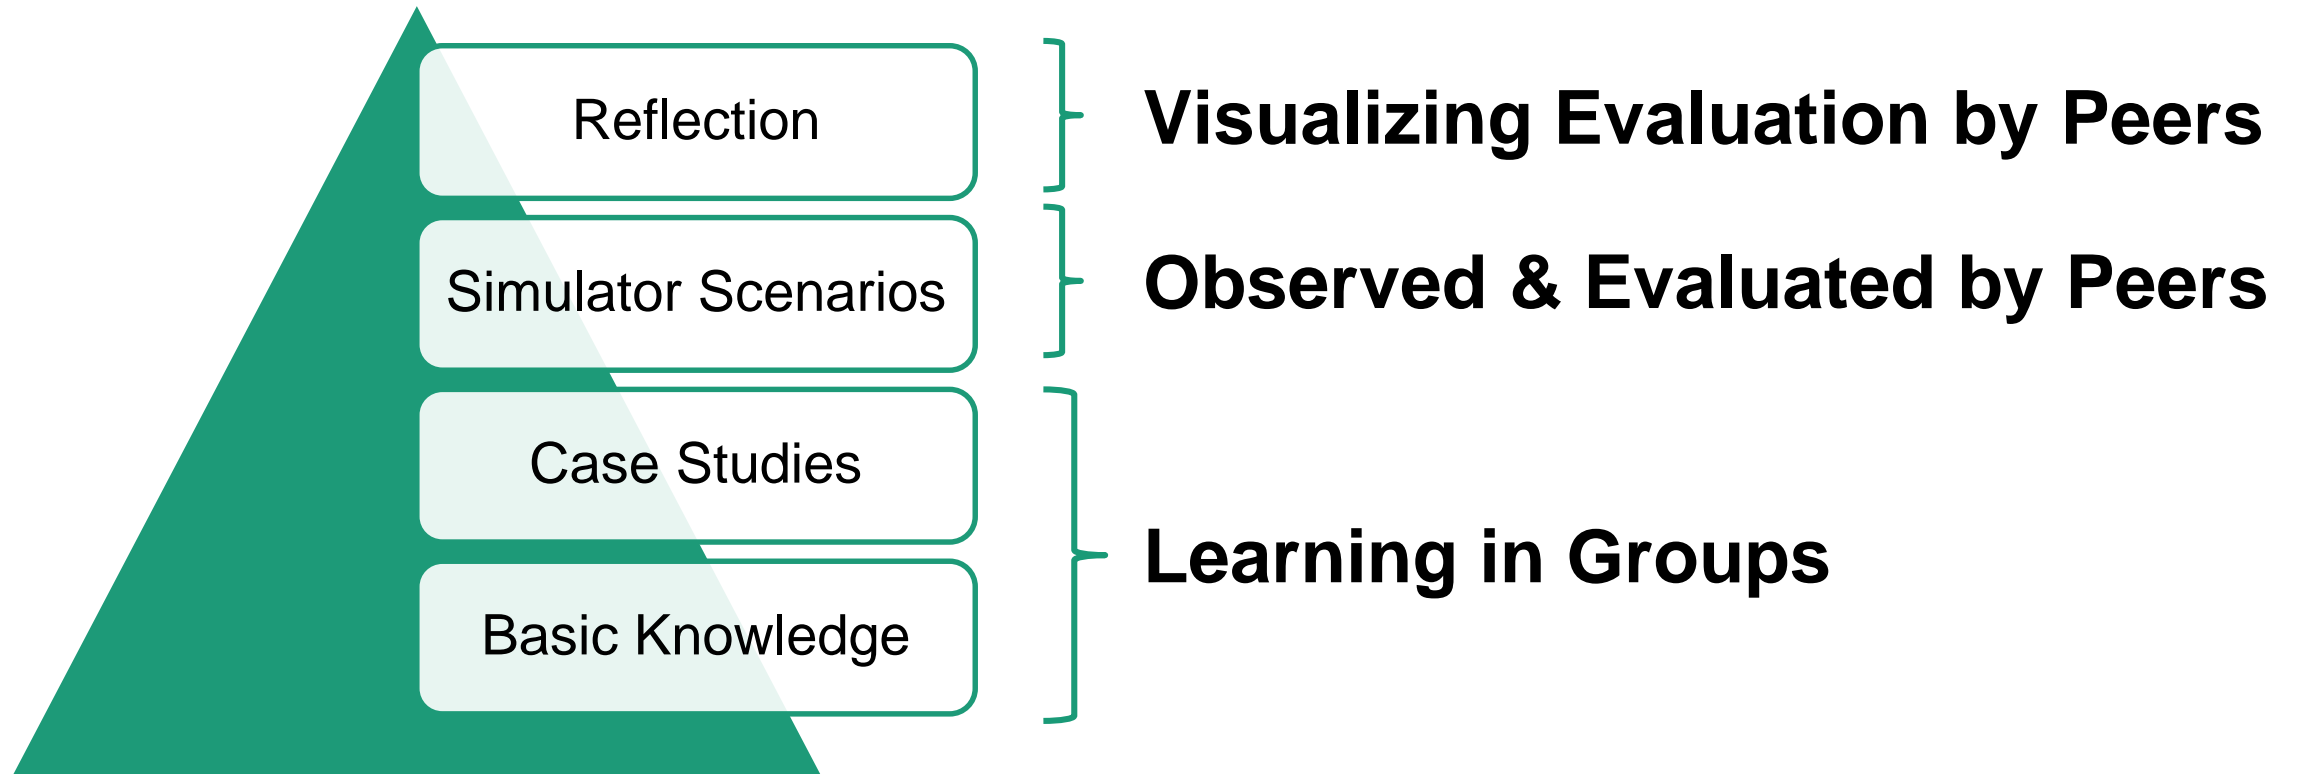 Reflection
Visualizing Evaluation by Peers
Simulator Scenarios
Observed & Evaluated by Peers
Case Studies
Learning in Groups
Basic Knowledge